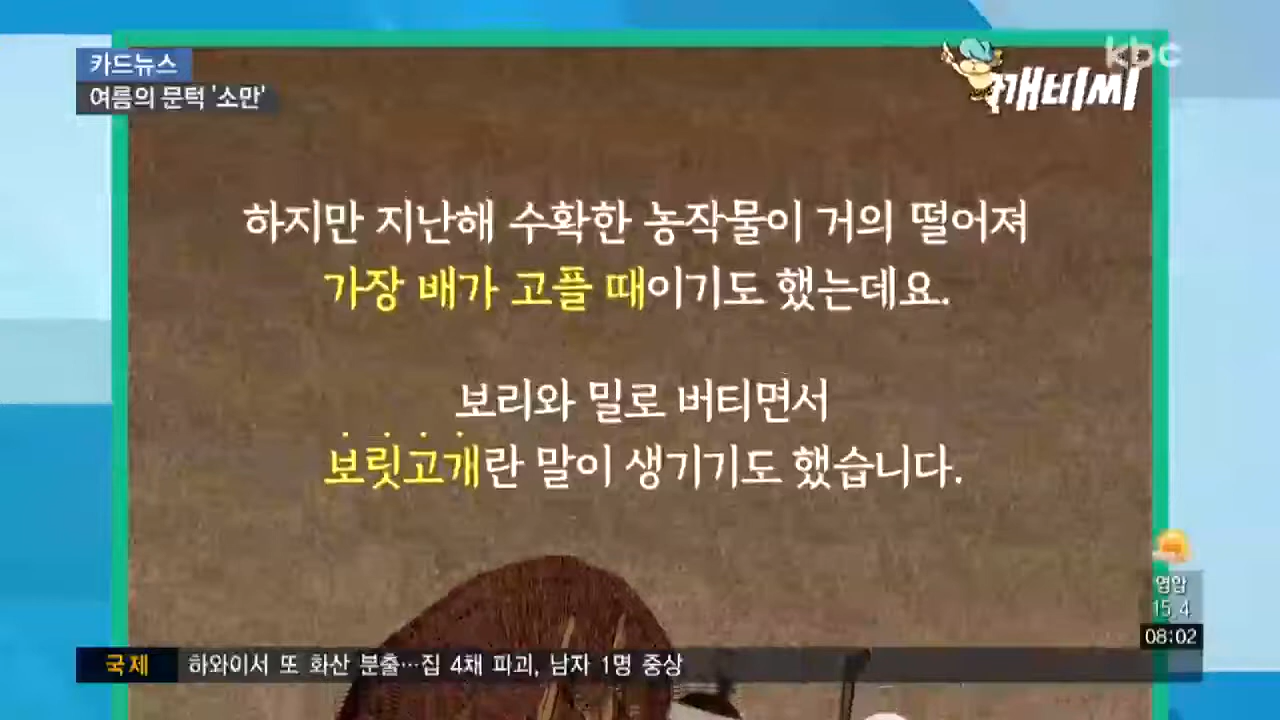 카드뉴스
여름의 문턱 '소만'
kbc
깨티씨
하지만 지난해 수확한 농작물이 거의 떨어져
가장 배가 고플 때이기도 했는데요.
보리와 밀로 버티면서
보릿고개란 말이 생기기도 했습니다.
영암
15.4
08:02
국제 하와이서 또 화산 분출…집 4채 파괴, 남자 1명 중상